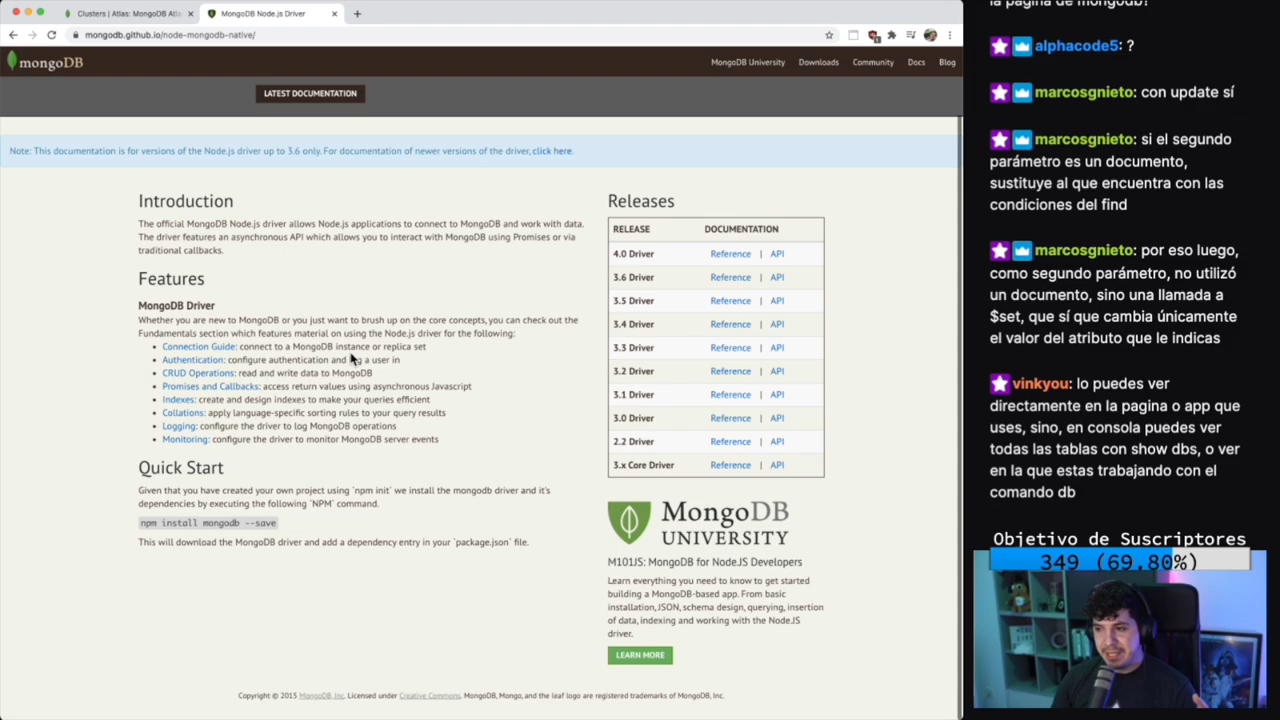 Clusters | Atlas: MongoDB Atl
MongoDB Node.js Driver
mongodb.github.io/node-mongodb-native/
mongoDB
MongoDB University
Downloads
Community
Docs
Blog
LATEST DOCUMENTATION
Note: This documentation is for versions of the Node.js driver up to 3.6 only. For documentation of newer versions of the driver, click here.
Introduction
The official MongoDB Node.js driver allows Node.js applications to connect to MongoDB and work with data.
The driver features an asynchronous API which allows you to interact with MongoDB using Promises or via
traditional callbacks.
Features
MongoDB Driver
Whether you are new to MongoDB or you just want to brush up on the core concepts, you can check out the
Fundamentals section which features material on using the Node.js driver for the following:
• Connection Guide: connect to a MongoDB instance or replica set
• Authentication: configure authentication and a user in
• CRUD Operations: read and write data to MongoDB
• Promises and Callbacks: access return values using asynchronous Javascript
• Indexes: create and design indexes to make your queries efficient
• Collations: apply language-specific sorting rules to your query results
• Logging: configure the driver to log MongoDB operations
• Monitoring: configure the driver to monitor MongoDB server events
Quick Start
Given that you have created your own project using `npm init` we install the mongodb driver and it's
dependencies by executing the following `NPM` command.
npm install mongodb --save
This will download the MongoDB driver and add a dependency entry in your `package.json` file.
Releases
RELEASE DOCUMENTATION
4.0 Driver Reference | API
3.6 Driver Reference | API
3.5 Driver Reference | API
3.4 Driver Reference | API
3.3 Driver Reference | API
3.2 Driver Reference | API
3.1 Driver Reference | API
3.0 Driver Reference | API
2.2 Driver Reference | API
3.x Core Driver Reference | API
MongoDB
UNIVERSITY
M101JS: MongoDB for Node.JS Developers
Learn everything you need to know to get started
building a MongoDB-based app. From basic
installation, JSON, schema design, querying, insertion
of data, indexing and working with the Node.JS
driver.
LEARN MORE
Copyright © 2015 MongoDB, Inc. Licensed under Creative Commons. MongoDB, Mongo, and the leaf logo are registered trademarks of MongoDB, Inc.
la pagina de mongodb?
alphacode5: ?
marcosgnieto: con update sí
marcosgnieto: si el segundo
parámetro es un documento,
sustituye al que encuentra con las
condiciones del find
marcosgnieto: por eso luego,
como segundo parámetro, no utilizó
un documento, sino una llamada a
$set, que sí que cambia únicamente
el valor del atributo que le indicas
vinkyou: lo puedes ver
directamente en la pagina o app que
uses, sino, en consola puedes ver
todas las tablas con show dbs, o ver
en la que estas trabajando con el
comando db
Objetivo de Suscriptores
349 (69.80%)